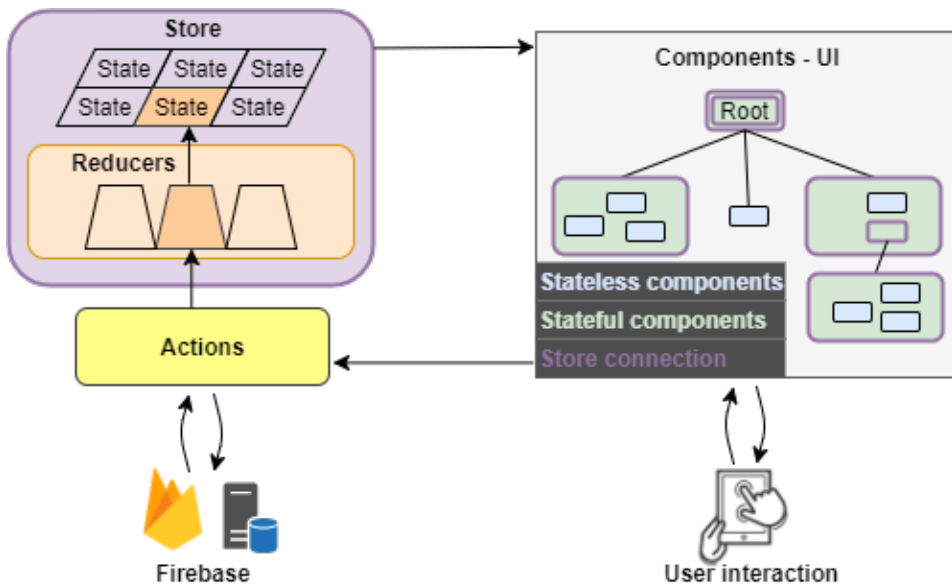 Store
State State State
State State State
Reducers
Actions
Firebase
Components - UI
Root
Stateless components
Stateful components
Store connection
User interaction